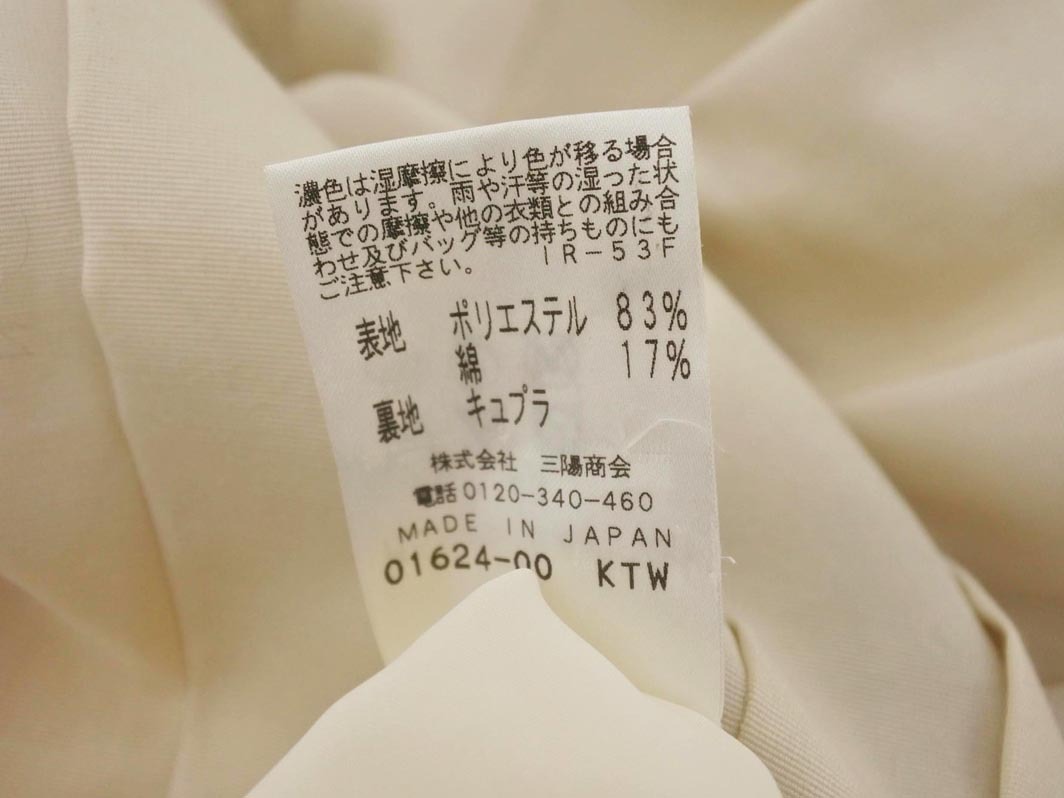 濃色は湿摩擦により色が移る場合
があります。雨や汗等の湿った状
態での摩擦や他の衣類との組み合
わせ及びバッグ等の持ちものにも
ご注意下さい。 IR-53F
表地 ポリエステル 83%
綿 17%
裏地 キュプラ
株式会社 三陽商会
電話0120-340-460
MADE IN JAPAN
01624-00 KTW